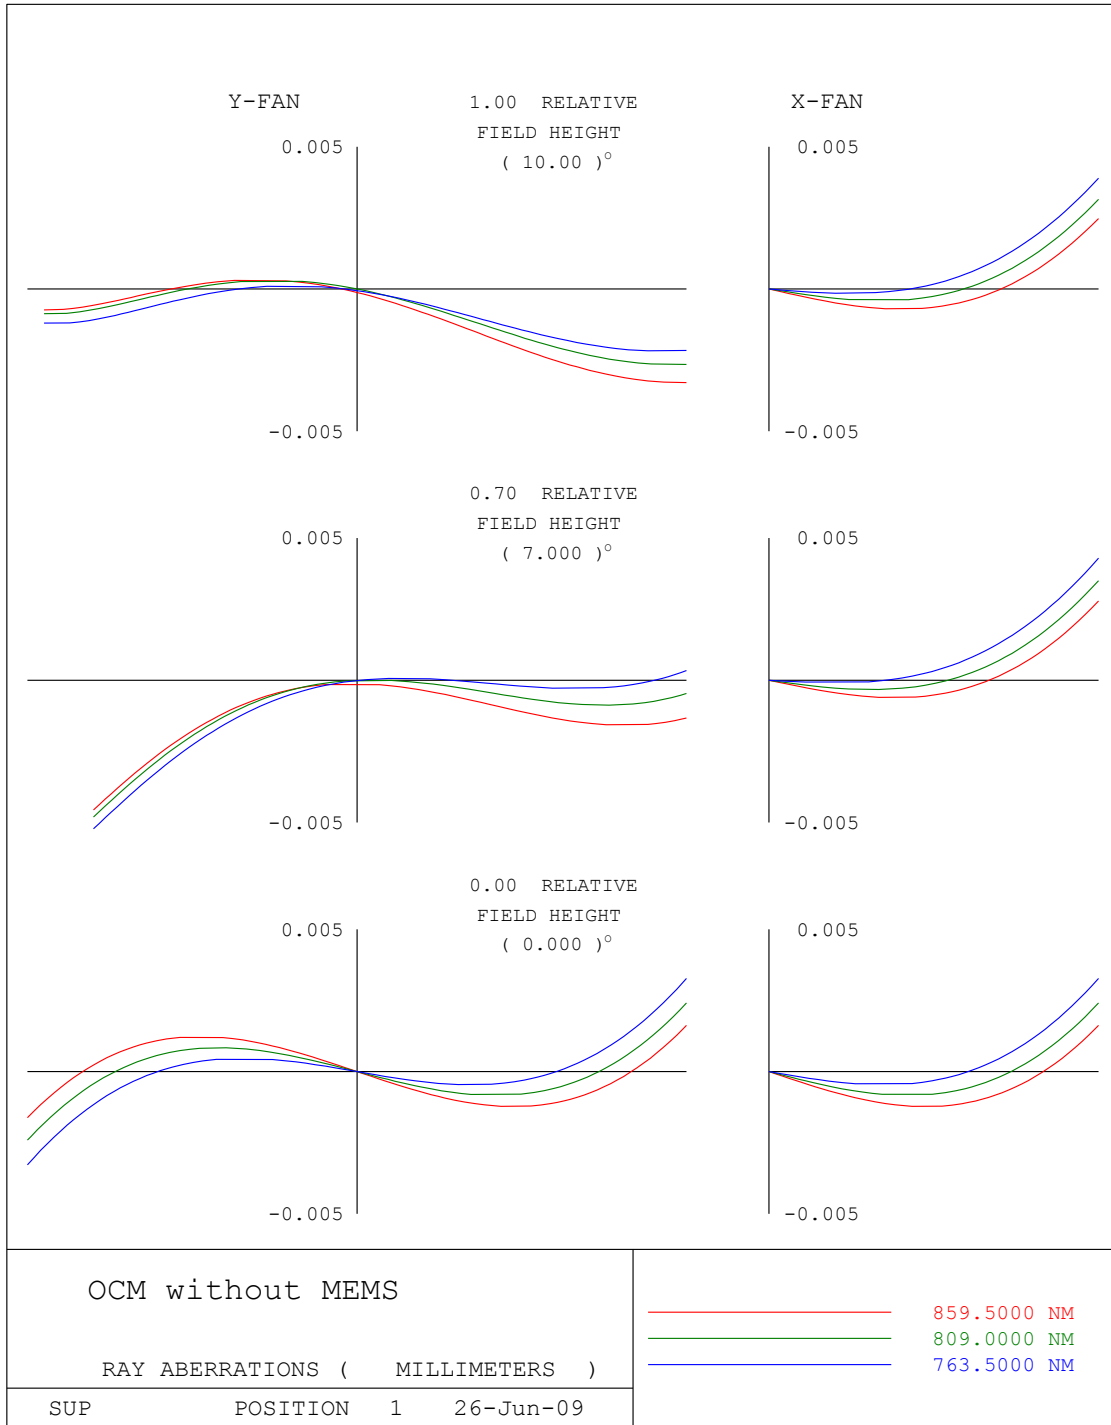 Y-FAN 1.00 RELATIVE X-FAN
FIELD HEIGHT
0.005 ( 10.00 )° 0.005
-0.005 -0.005
0.70 RELATIVE
FIELD HEIGHT
0.005 ( 7.000 )° 0.005
-0.005 -0.005
0.00 RELATIVE
FIELD HEIGHT
0.005 ( 0.000 )° 0.005
-0.005 -0.005
OCM without MEMS
RAY ABERRATIONS ( MILLIMETERS )
SUP POSITION 1 26-Jun-09
859.5000 NM
809.0000 NM
763.5000 NM